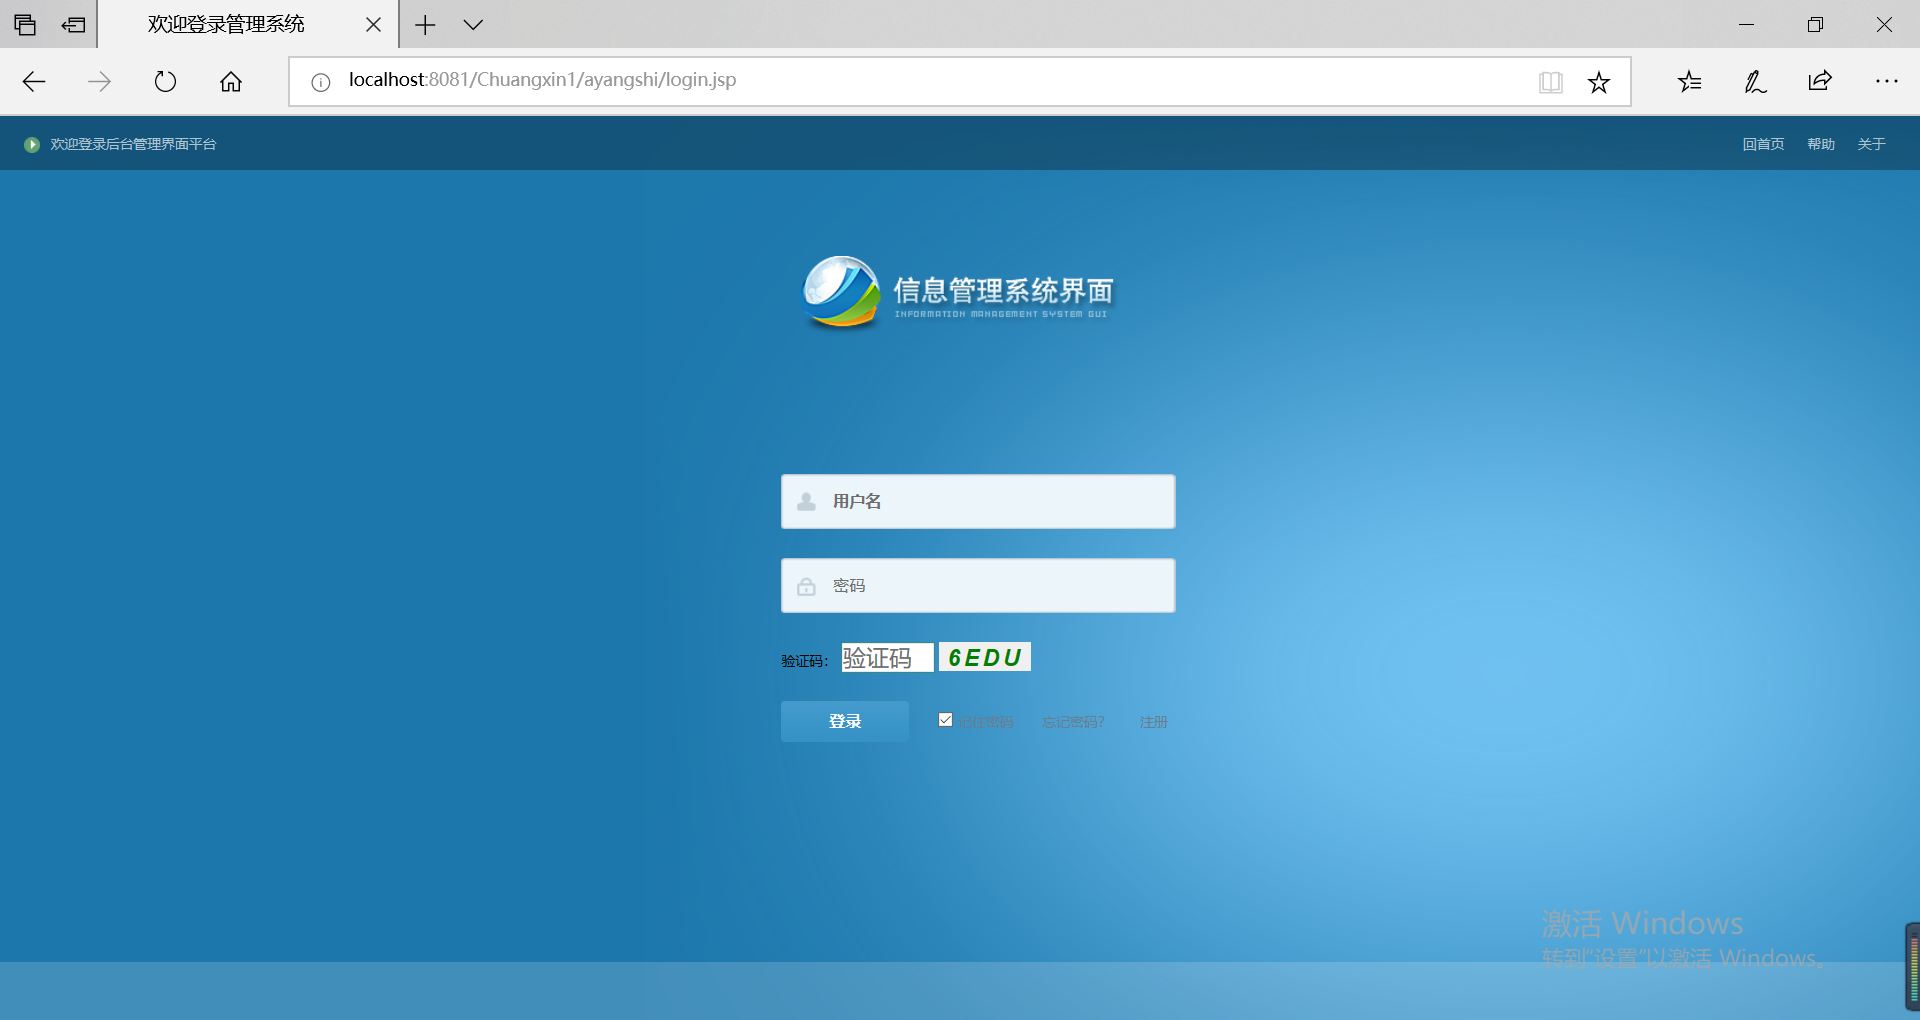 欢迎登录管理系统
localhost:8081/Chuangxin1/ayangshi/login.jsp
欢迎登录后台管理界面平台 回首页 帮助 关于
信息管理系统界面
INFORMATION MANAGEMENT SYSTEM GUI
用户名
密码
验证码： 验证码 6EDU
登录 记住密码 忘记密码? 注册
激活 Windows
转到"设置"以激活 Windows。